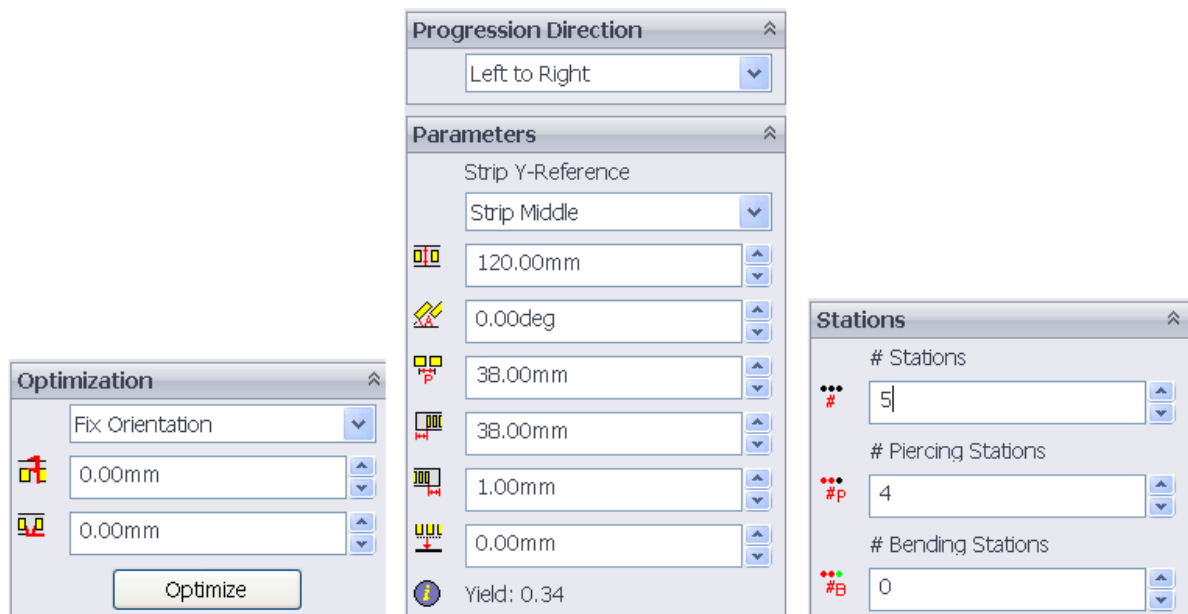 Optimization
Fix Orientation
0.00mm
0.00mm
Optimize
Progression Direction
Left to Right
Parameters
Strip Y-Reference
Strip Middle
120.00mm
A
0.00deg
P
38.00mm
38.00mm
1.00mm
0.00mm
i
Yield: 0.34
Stations
# Stations
#
5
# Piercing Stations
#P
4
# Bending Stations
#B
0